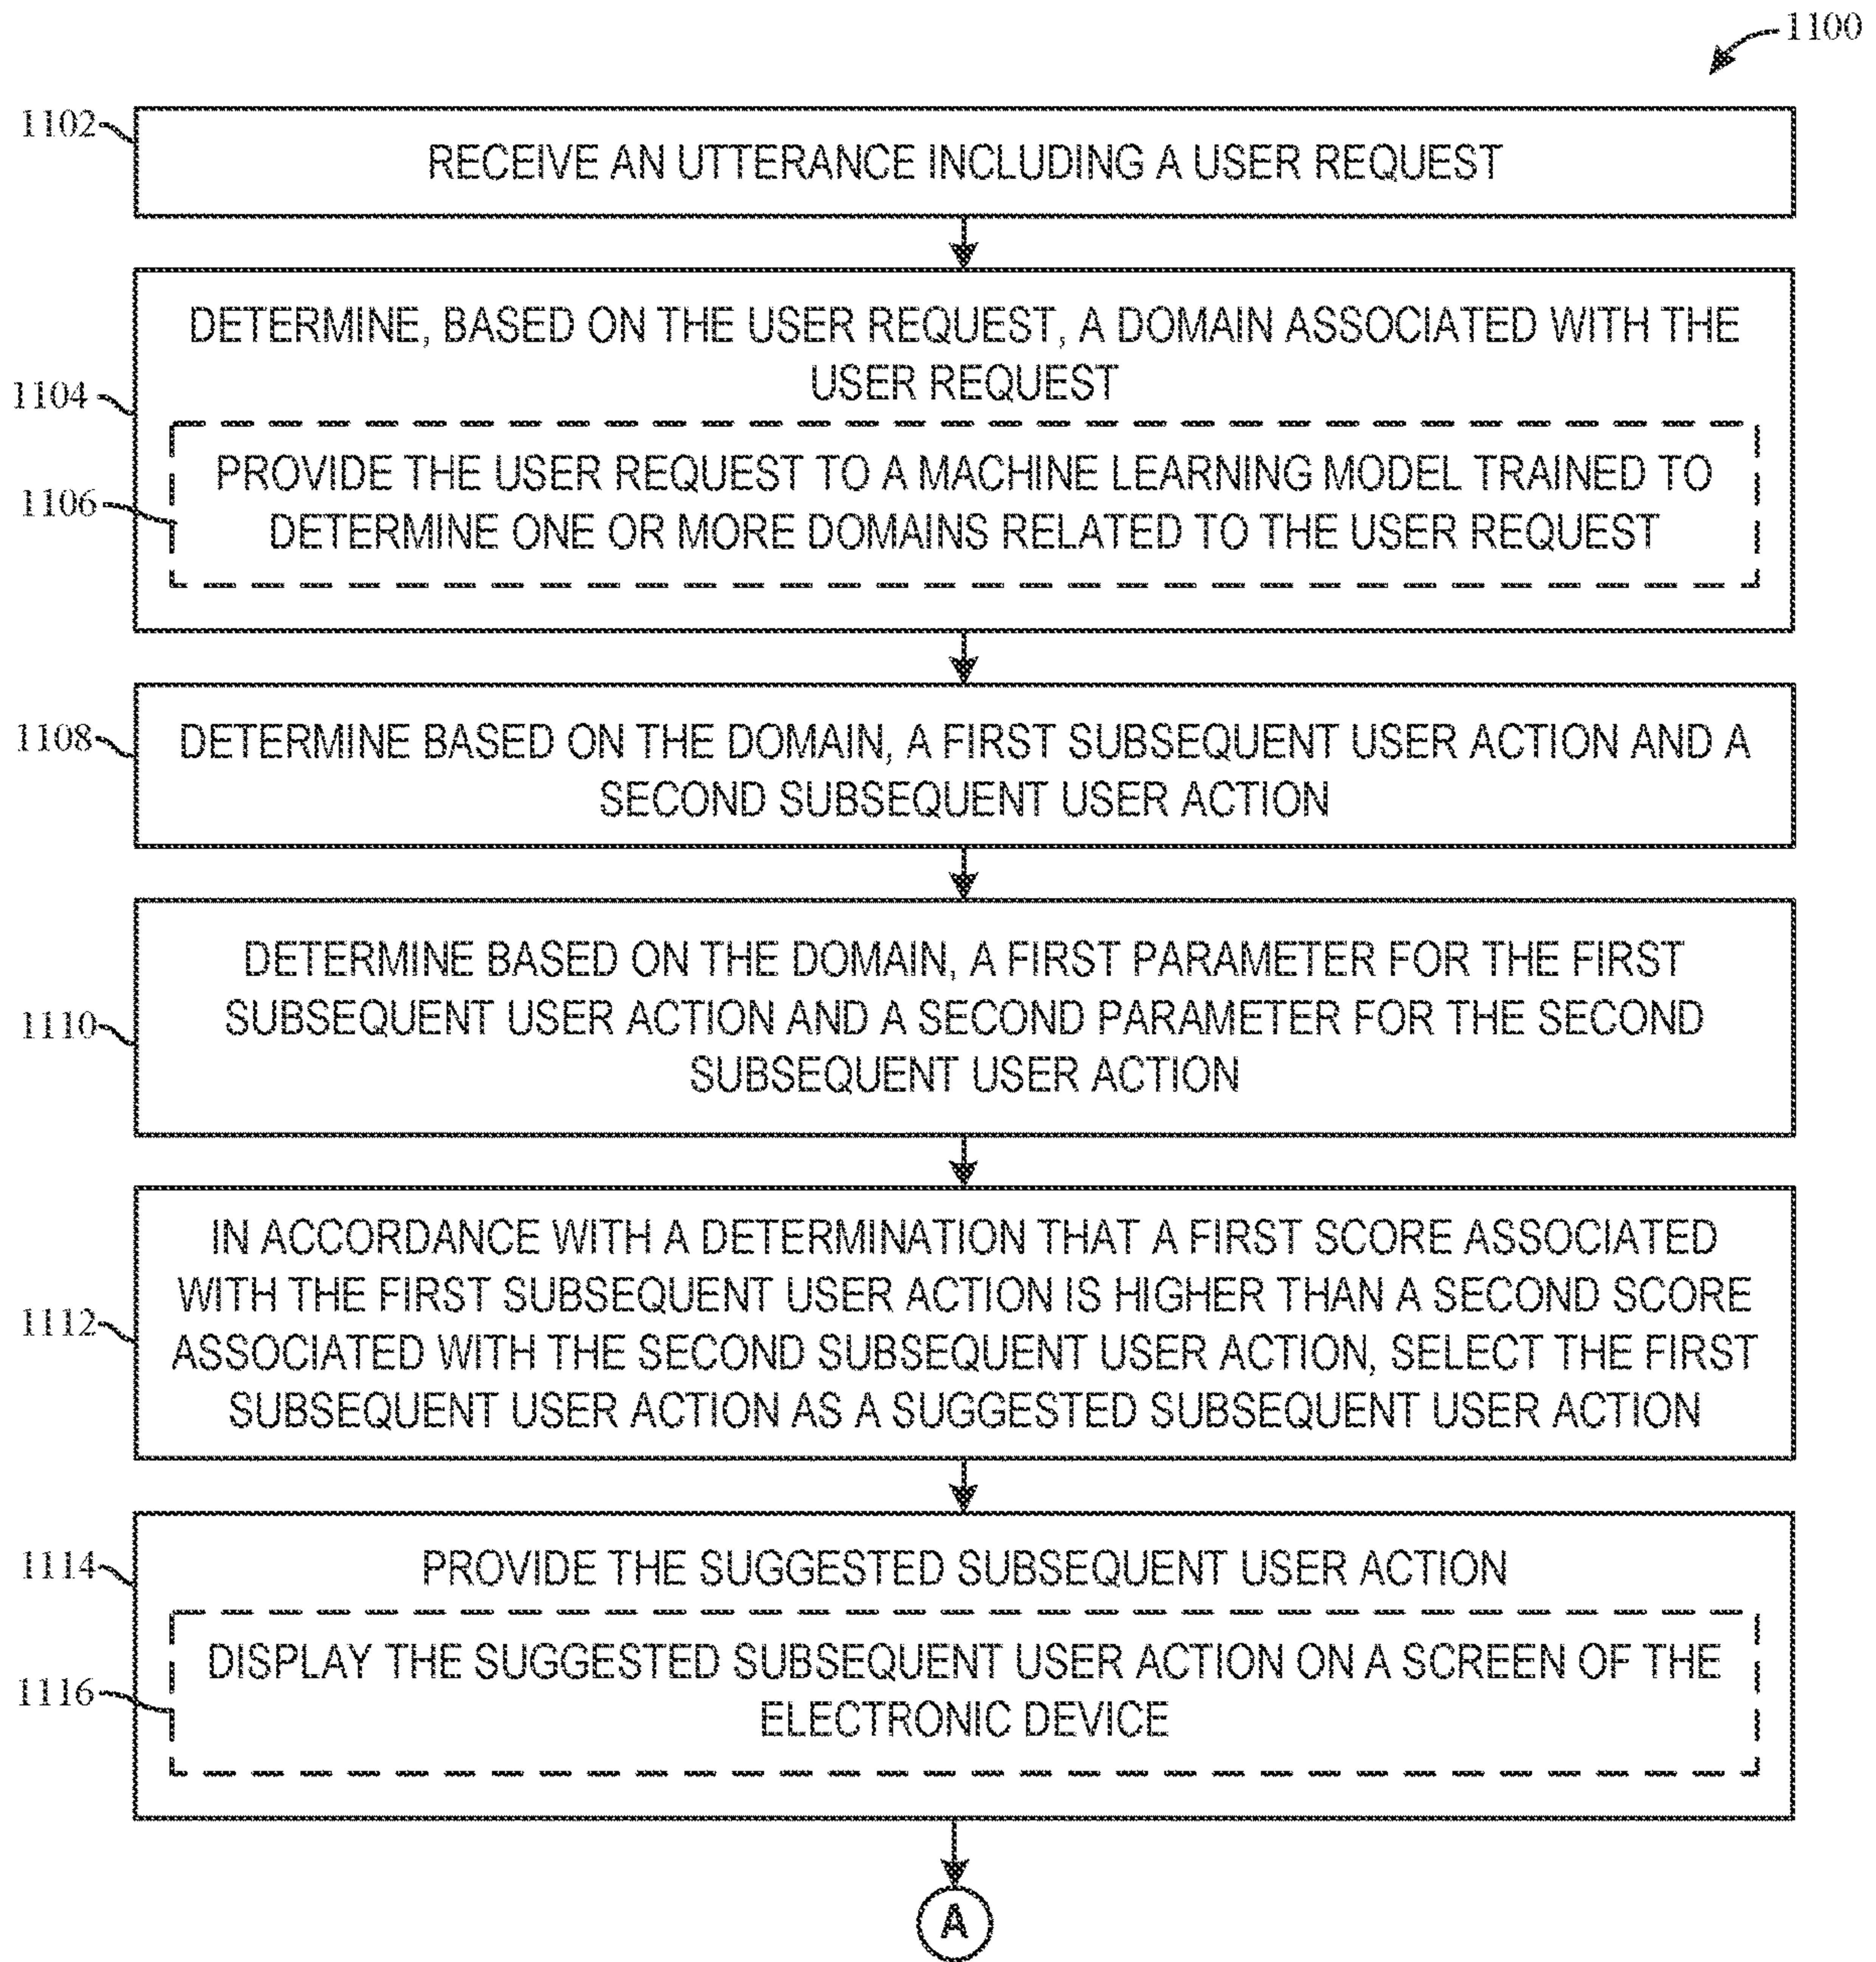 1100
1102
RECEIVE AN UTTERANCE INCLUDING A USER REQUEST
DETERMINE, BASED ON THE USER REQUEST, A DOMAIN ASSOCIATED WITH THE
USER REQUEST
1104
PROVIDE THE USER REQUEST TO A MACHINE LEARNING MODEL TRAINED TO
1106
DETERMINE ONE OR MORE DOMAINS RELATED TO THE USER REQUEST
1108
DETERMINE BASED ON THE DOMAIN, A FIRST SUBSEQUENT USER ACTION AND A
SECOND SUBSEQUENT USER ACTION
DETERMINE BASED ON THE DOMAIN, A FIRST PARAMETER FOR THE FIRST
1110
SUBSEQUENT USER ACTION AND A SECOND PARAMETER FOR THE SECOND
SUBSEQUENT USER ACTION
IN ACCORDANCE WITH A DETERMINATION THAT A FIRST SCORE ASSOCIATED
WITH THE FIRST SUBSEQUENT USER ACTION IS HIGHER THAN A SECOND SCORE
1112
ASSOCIATED WITH THE SECOND SUBSEQUENT USER ACTION, SELECT THE FIRST
SUBSEQUENT USER ACTION AS A SUGGESTED SUBSEQUENT USER ACTION
1114
PROVIDE THE SUGGESTED SUBSEQUENT USER ACTION
DISPLAY THE SUGGESTED SUBSEQUENT USER ACTION ON A SCREEN OF THE
1116
ELECTRONIC DEVICE
A